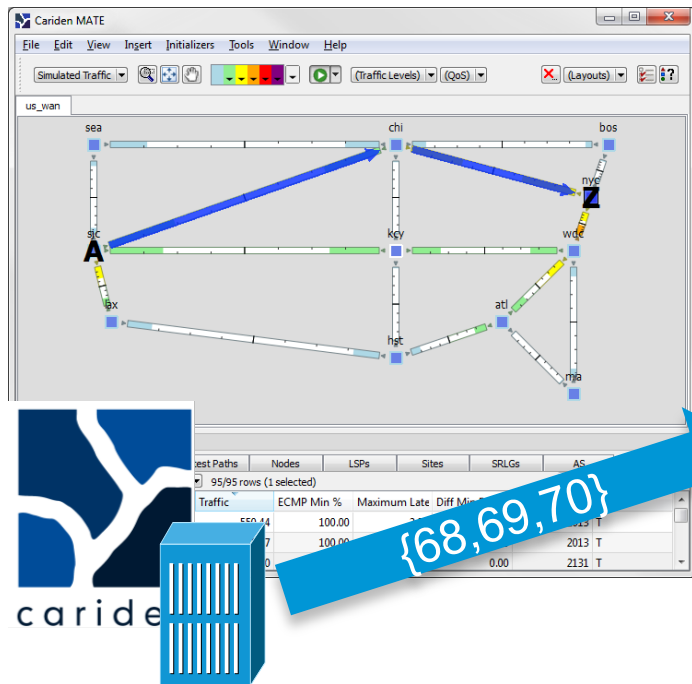 Cariden MATE
File Edit View Insert Initializers Tools Window Help
Simulated Traffic (Traffic Levels) (QoS) (Layouts)
us_wan
sea chi bos
nyc
Z
sjc kcy wdc
A
lax atl
hst
mia
Paths Nodes LSPs Sites SRLGs AS
95/95 rows (1 selected)
Traffic ECMP Min % Maximum Late Diff Min
550.44 100.00 2013 T
100.00 2013 T
0.00 2131 T
{68,69,70}
caride